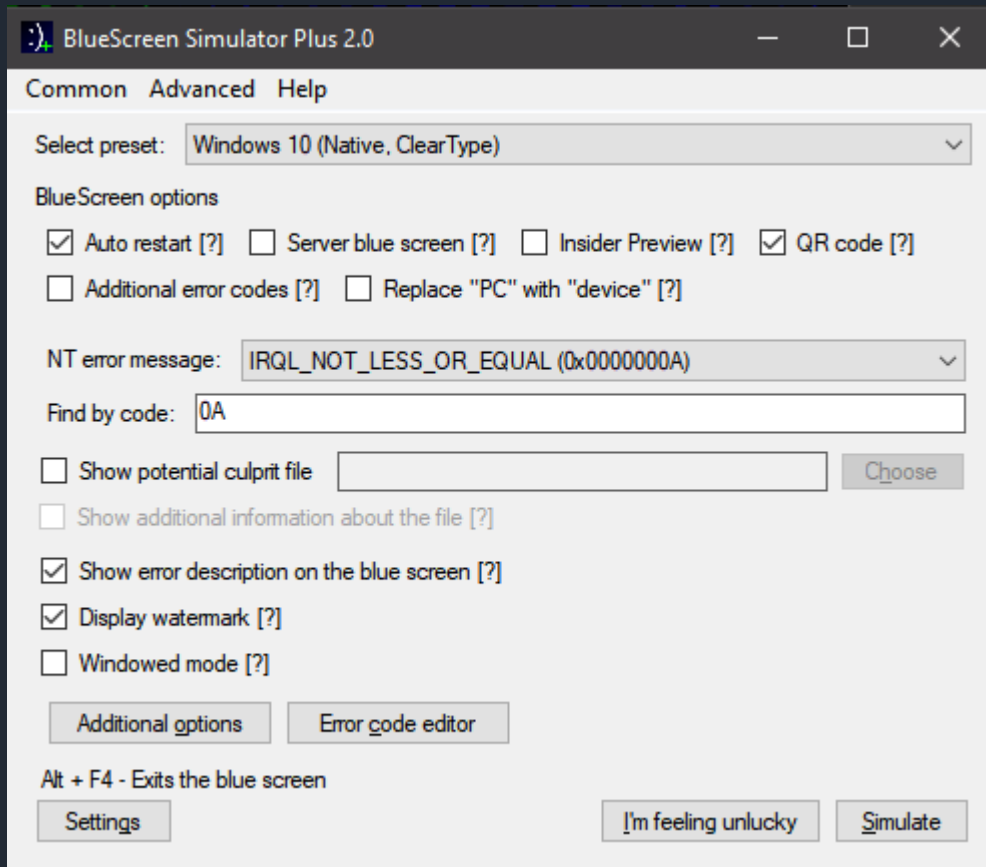 BlueScreen Simulator Plus 2.0
Common Advanced Help
Select preset: Windows 10 (Native, ClearType)
BlueScreen options
Auto restart [?] Server blue screen [?] Insider Preview [?] QR code [?]
Additional error codes [?] Replace "PC" with "device" [?]
NT error message: IRQL_NOT_LESS_OR_EQUAL (0x0000000A)
Find by code: 0A
Show potential culprit file Choose
Show additional information about the file [?]
Show error description on the blue screen [?]
Display watermark [?]
Windowed mode [?]
Additional options Error code editor
Alt + F4 - Exits the blue screen
Settings I'm feeling unlucky Simulate